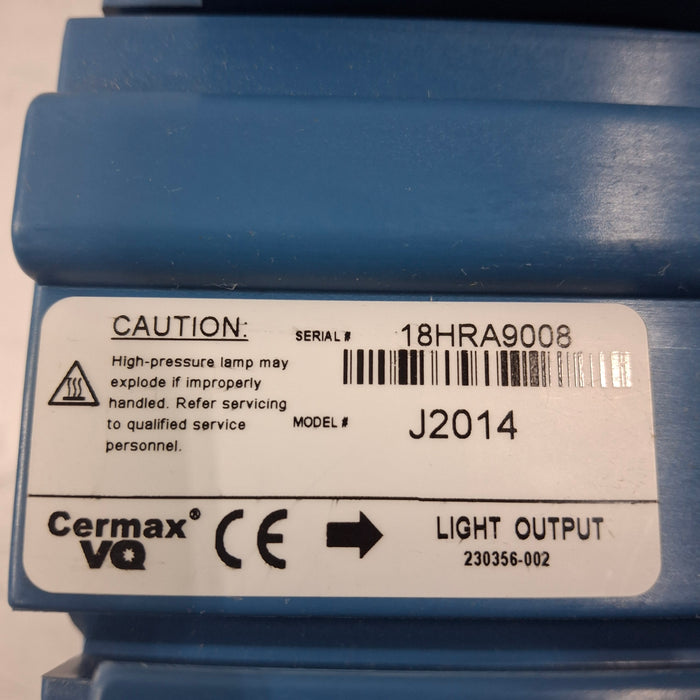 CAUTION:
High-pressure lamp may
explode if improperly
handled. Refer servicing
to qualified service
personnel.
SERIAL # 18HRA9008
MODEL # J2014
Cermax®
VQ
CE
LIGHT OUTPUT
230356-002